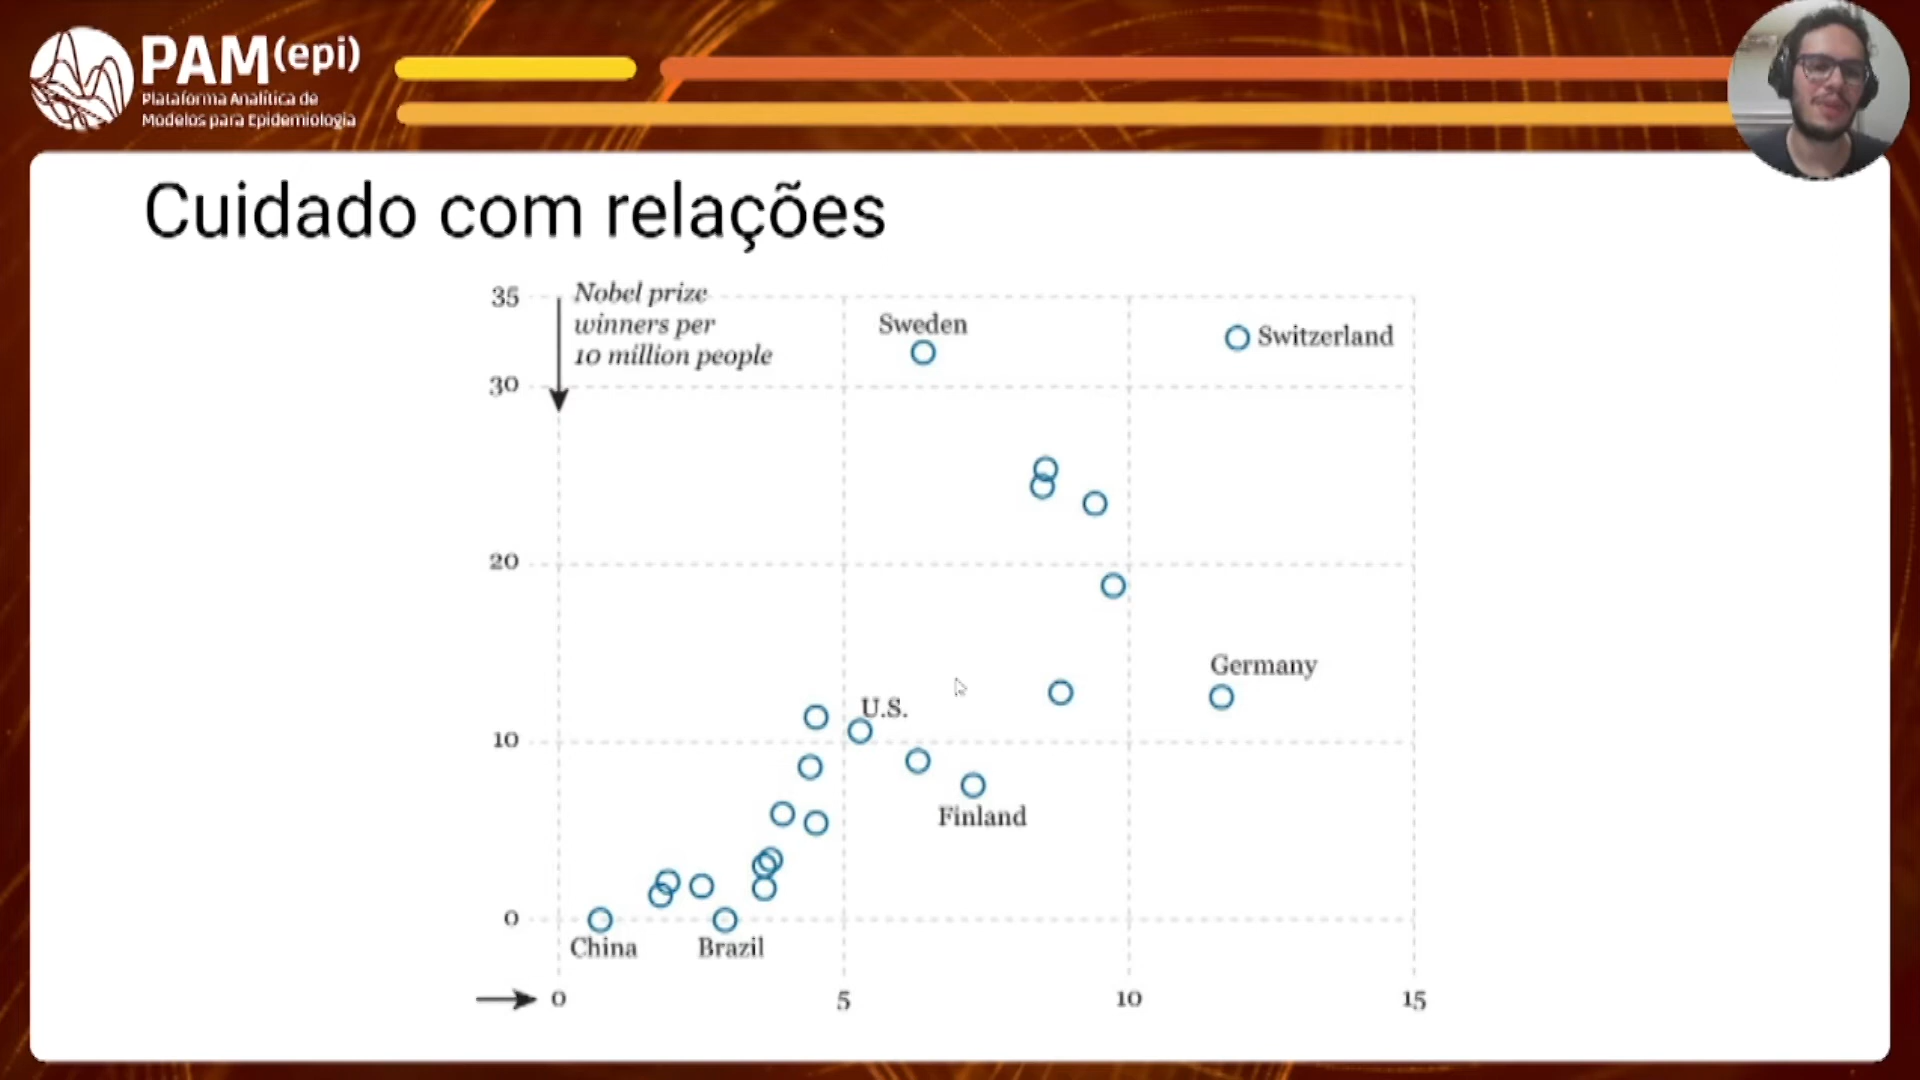 PAM(epi)
Plataforma Analítica de
Modelos para Epidemiologia
Cuidado com relações
35
Nobel prize
winners per
10 million people
Sweden
Switzerland
30
20
Germany
U.S.
10
Finland
0
China
Brazil
0
5
10
15